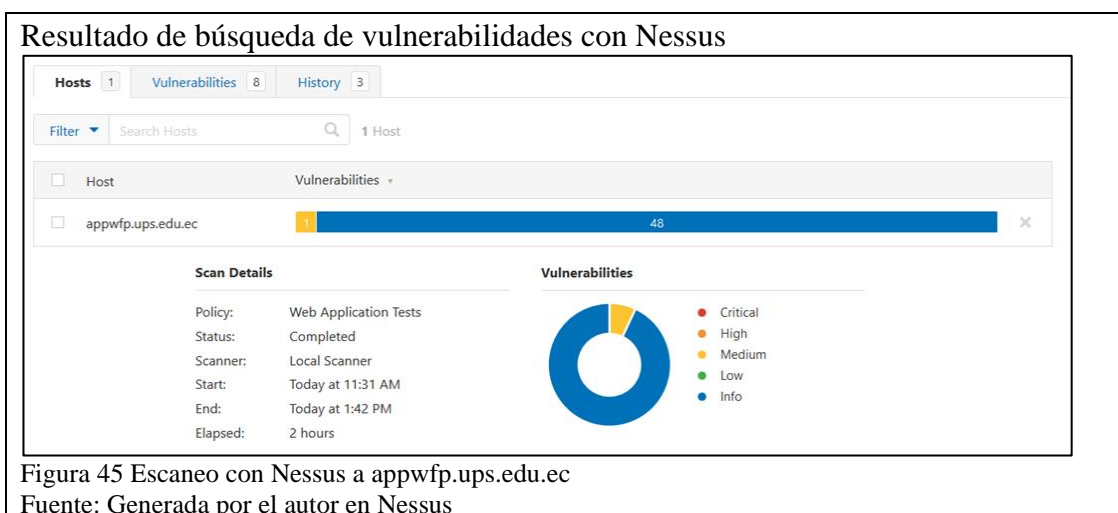 Resultado de búsqueda de vulnerabilidades con Nessus
Hosts 1 Vulnerabilities 8 History 3
Filter Search Hosts 1 Host
Host Vulnerabilities
appwfp.ups.edu.ec 1 48
Scan Details
Policy: Web Application Tests
Status: Completed
Scanner: Local Scanner
Start: Today at 11:31 AM
End: Today at 1:42 PM
Elapsed: 2 hours
Vulnerabilities
Critical
High
Medium
Low
Info
Figura 45 Escaneo con Nessus a appwfp.ups.edu.ec
Fuente: Generada por el autor en Nessus